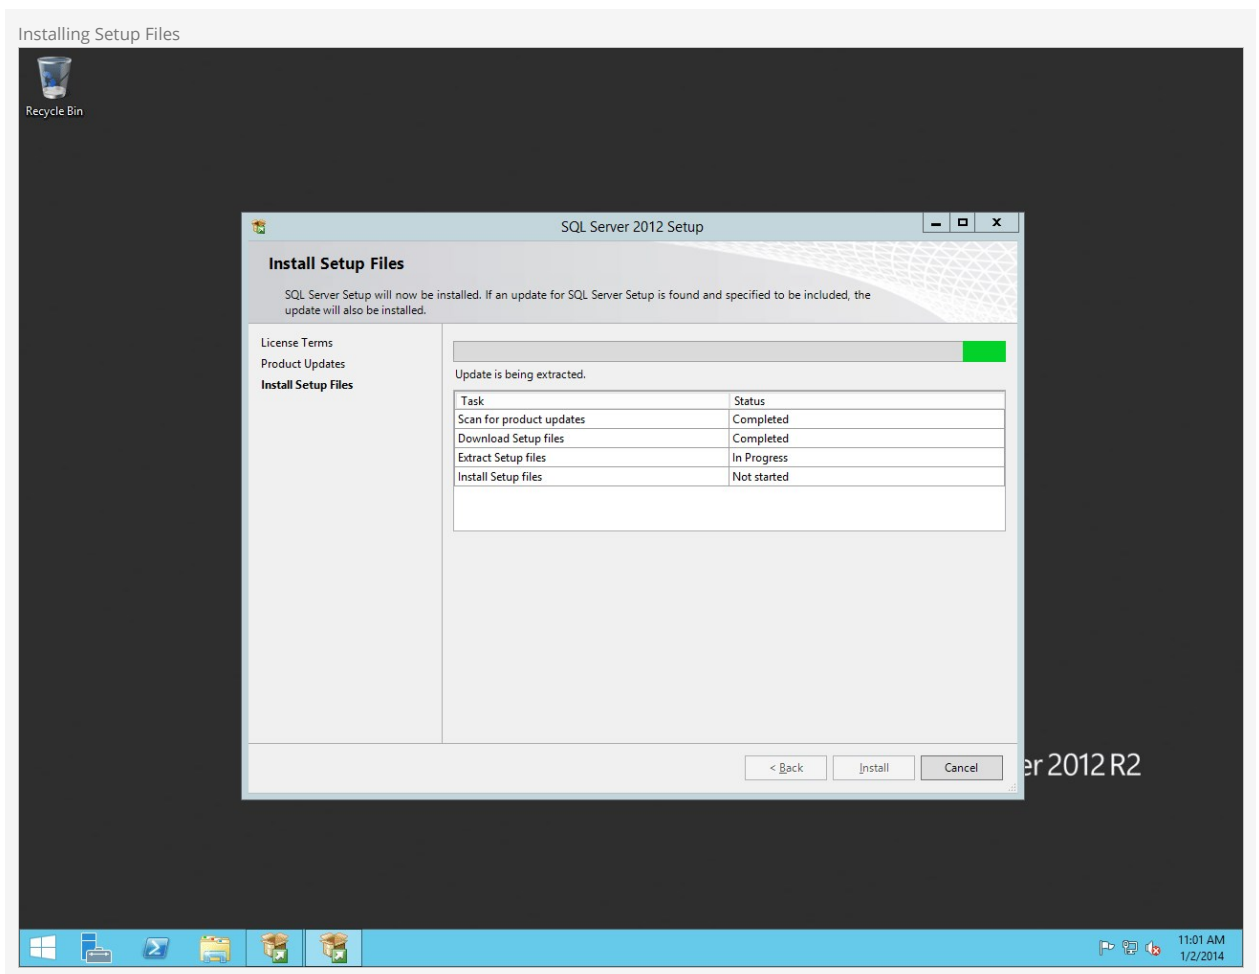 Installing Setup Files
Recycle Bin
SQL Server 2012 Setup
Install Setup Files
SQL Server Setup will now be installed. If an update for SQL Server Setup is found and specified to be included, the
update will also be installed.
License Terms
Product Updates
Install Setup Files
Update is being extracted.
Task Status
Scan for product updates Completed
Download Setup files Completed
Extract Setup files In Progress
Install Setup files Not started
< Back Install Cancel
er 2012 R2
11:01 AM
1/2/2014